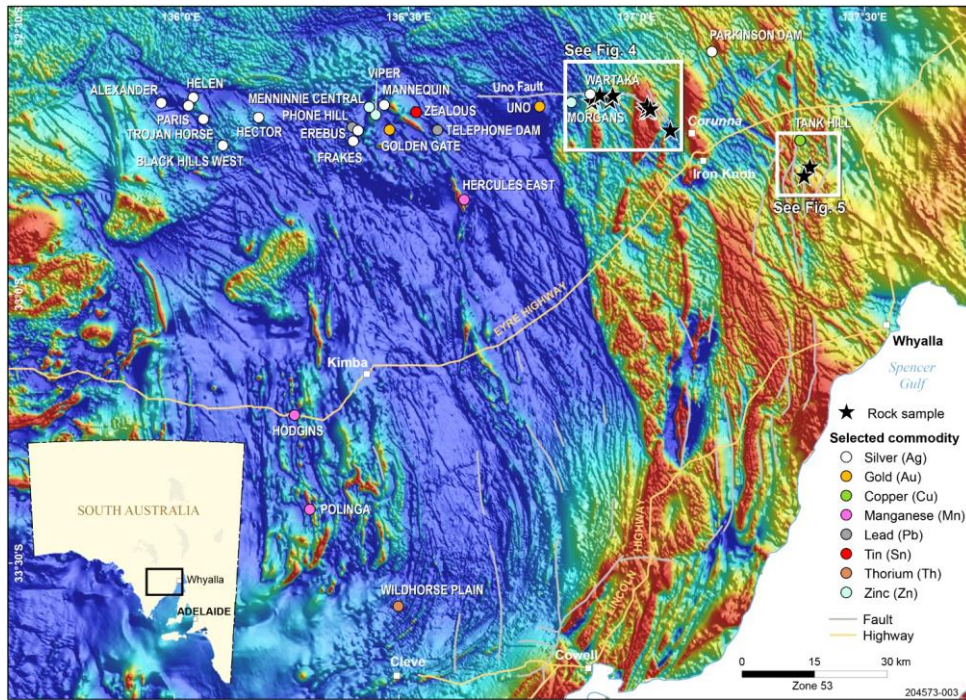 136°0'E
136°30'E
137°0'E
137°30'E
32°30'S
PARKINSON DAM
See Fig. 4
VIPER
HELEN
ALEXANDER
MENNINNIE CENTRAL
MANNEQUIN
Uno Fault
WARTAKA
PARIS
PHONE HILL
ZEALOUS
UNO
MORGANS
TROJAN HORSE
HECTOR
EREBUS
TELEPHONE DAM
Corunna
TANK HILL
BLACK HILLS WEST
FRAKES
GOLDEN GATE
Iron Knob
HERCULES EAST
See Fig. 5
33°0'S
EYRE HIGHWAY
Whyalla
Kimba
Spencer
Gulf
HODGINS
POLINGA
33°30'S
LINCOLN HIGHWAY
WILDHORSE PLAIN
Cleve
Cowell
SOUTH AUSTRALIA
Whyalla
ADELAIDE
Rock sample
Selected commodity
Silver (Ag)
Gold (Au)
Copper (Cu)
Manganese (Mn)
Lead (Pb)
Tin (Sn)
Thorium (Th)
Zinc (Zn)
Fault
Highway
0 15 30 km
Zone 53
204573-003